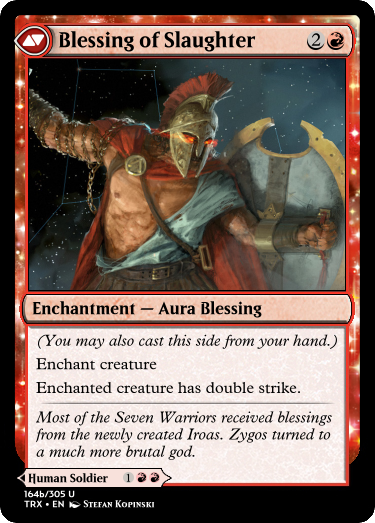 Blessing of Slaughter 2
Enchantment — Aura Blessing
(You may also cast this side from your hand.)
Enchant creature
Enchanted creature has double strike.
Most of the Seven Warriors received blessings
from the newly created Iroas. Zygos turned to
a much more brutal god.
Human Soldier 1
164b/305 U
TRX • EN Stefan Kopinski